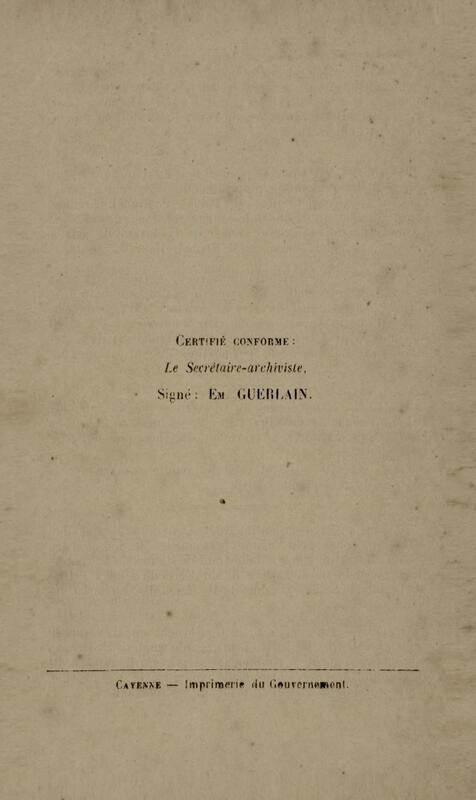 CERTIFIÉ CONFORME :
Le Secrétaire-archiviste,
Signé : EM GUERLAIN.
CAYENNE — Imprimerie du Gouvernement.